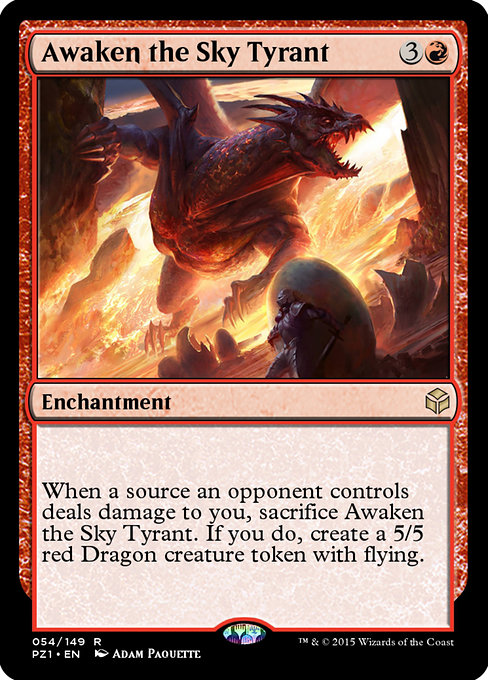 Awaken the Sky Tyrant 3
Enchantment
When a source an opponent controls
deals damage to you, sacrifice Awaken
the Sky Tyrant. If you do, create a 5/5
red Dragon creature token with flying.
054/149 R
PZ1 • EN Adam Paquette
™ & © 2015 Wizards of the Coast